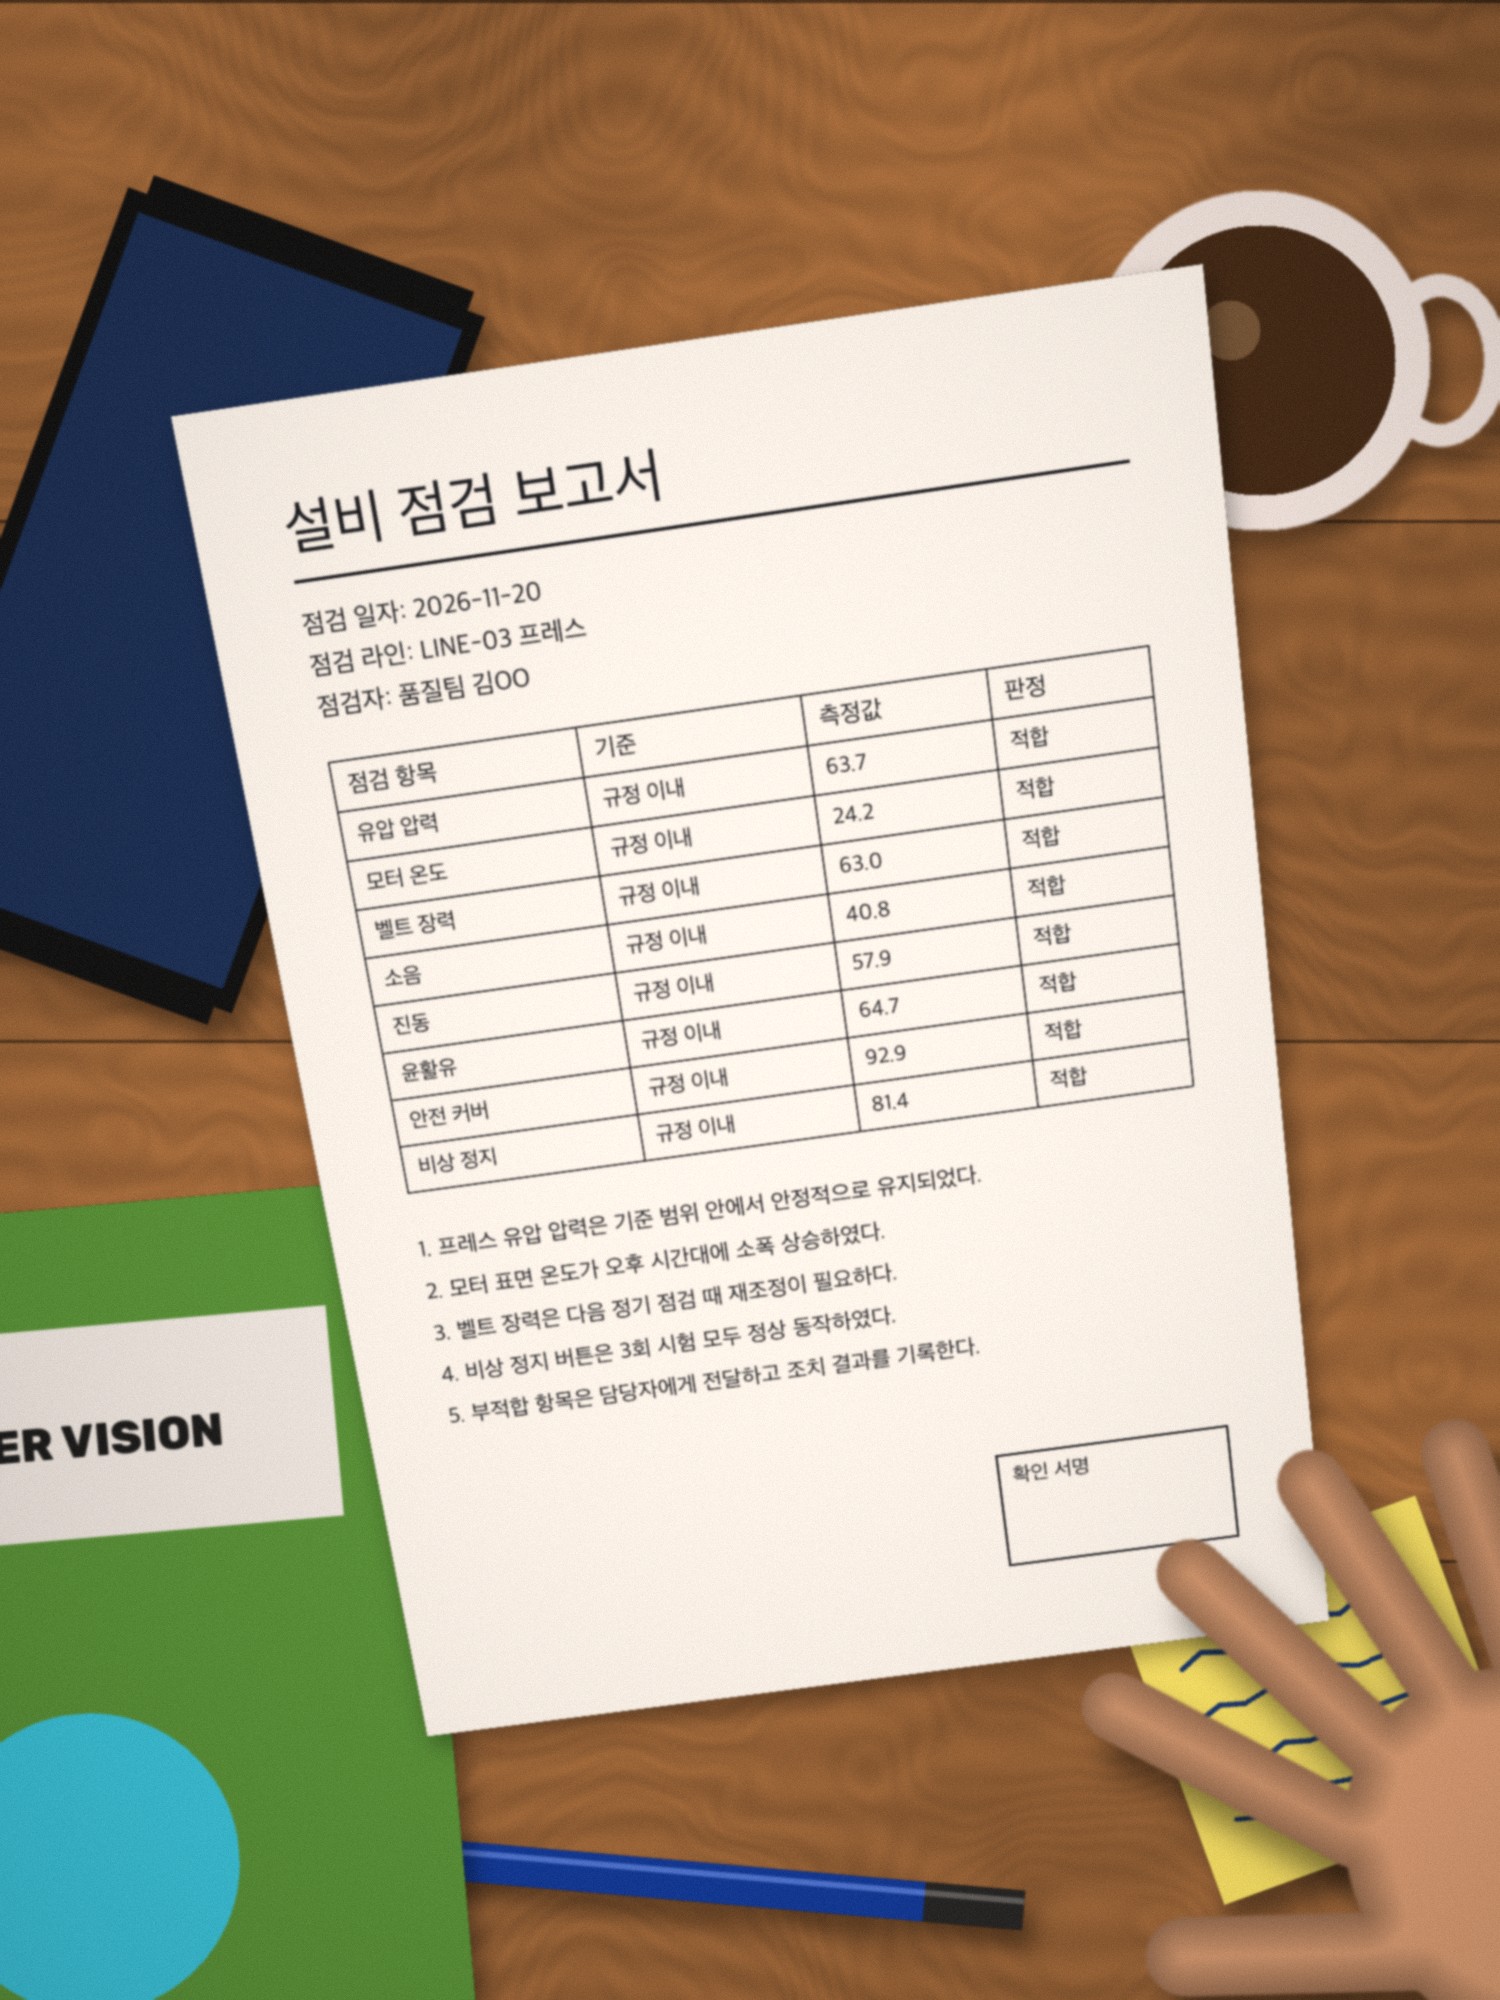 설비 점검 보고서
점검 일자: 2026-11-20
점검 라인: LINE-03 프레스
점검자: 품질팀 김OO
점검 항목 기준 측정값 판정
유압 압력 규정 이내 63.7 적합
모터 온도 규정 이내 24.2 적합
벨트 장력 규정 이내 63.0 적합
소음 규정 이내 40.8 적합
진동 규정 이내 57.9 적합
윤활유 규정 이내 64.7 적합
안전 커버 규정 이내 92.9 적합
비상 정지 규정 이내 81.4 적합
1. 프레스 유압 압력은 기준 범위 안에서 안정적으로 유지되었다.
2. 모터 표면 온도가 오후 시간대에 소폭 상승하였다.
3. 벨트 장력은 다음 정기 점검 때 재조정이 필요하다.
4. 비상 정지 버튼은 3회 시험 모두 정상 동작하였다.
5. 부적합 항목은 담당자에게 전달하고 조치 결과를 기록한다.
확인 서명
ER VISION